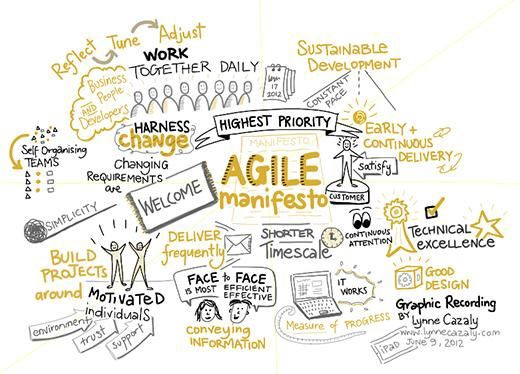 Reflect Tune Adjust
WORK
TOGETHER DAILY
Business
People
AND
Developers
17
2012
SUSTAINABLE
DEVELOPMENT
CONSTANT
PACE
HIGHEST PRIORITY
HARNESS
change
CHANGING
REQUIREMENTS
are
WELCOME
Self Organising
TEAMS
MANIFESTO
AGILE
manifesto
EARLY +
CONTINUOUS
DELIVERY
satisfy
CUSTOMER
SIMPLICITY
BUILD
PROJECTS
around
MOTIVATED
individuals
environment
trust
support
DELIVER
frequently
SHORTER
Timescale
CONTINUOUS
ATTENTION
TECHNICAL
excellence
FACE to FACE
IS MOST EFFICIENT
EFFECTIVE
conveying
INFORMATION
IT
WORKS
Measure of PROGRESS
GOOD
DESIGN
Graphic Recording
BY Lynne Cazaly
www.lynnecazaly.com
iPad
JUNE 9, 2012